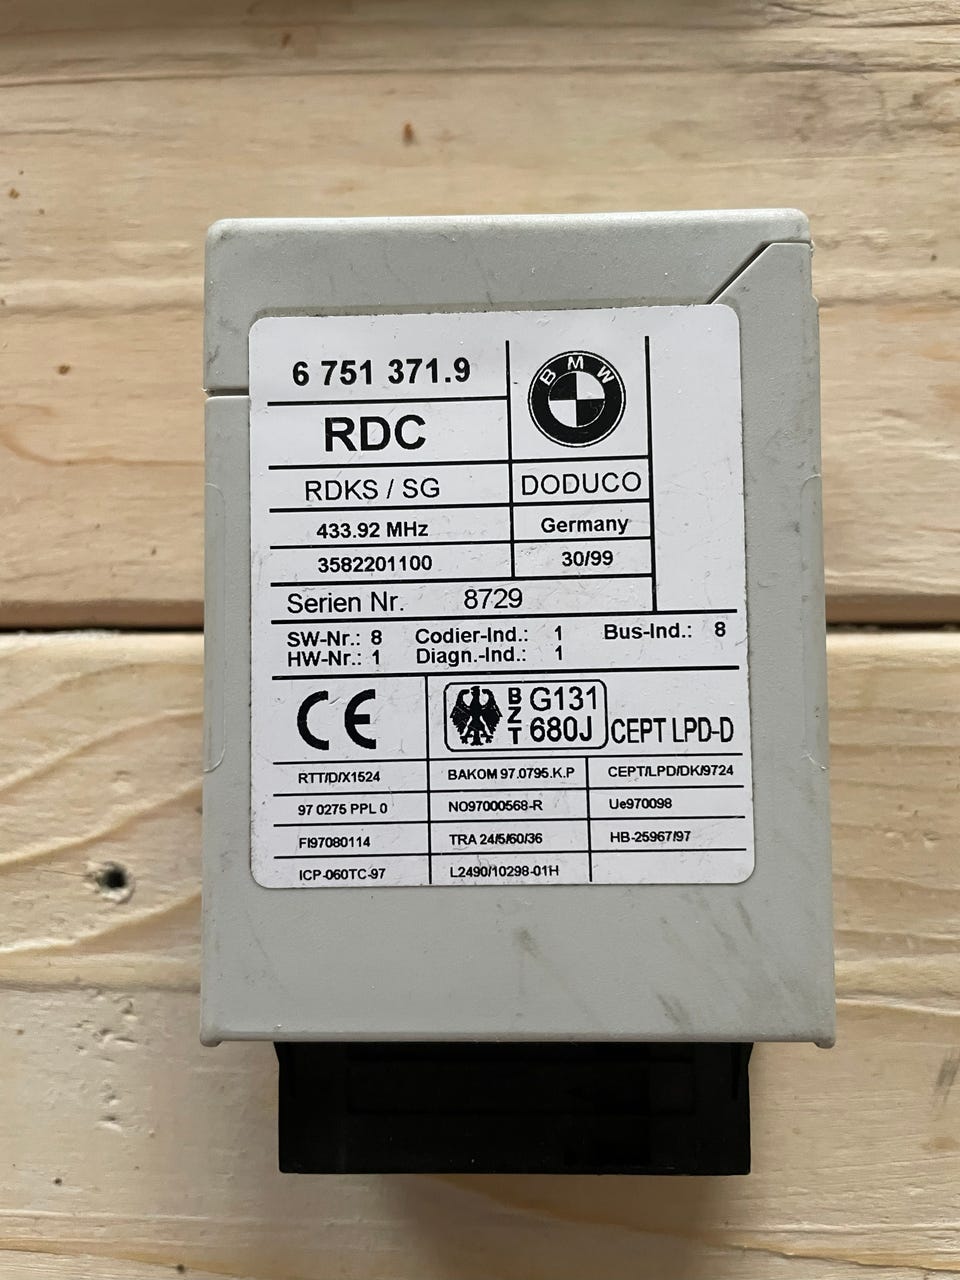 6 751 371.9
BMW
RDC
RDKS / SG
DODUCO
433.92 MHz
Germany
3582201100
30/99
Serien Nr. 8729
SW-Nr.: 8 Codier-Ind.: 1 Bus-Ind.: 8
HW-Nr.: 1 Diagn.-Ind.: 1
CE
BZT
G131
680J
CEPT LPD-D
RTT/D/X1524 BAKOM 97.0795.K.P CEPT/LPD/DK/9724
97 0275 PPL 0 NO97000568-R Ue970098
FI97080114 TRA 24/5/60/36 HB-25967/97
ICP-060TC-97 L2490/10298-01H